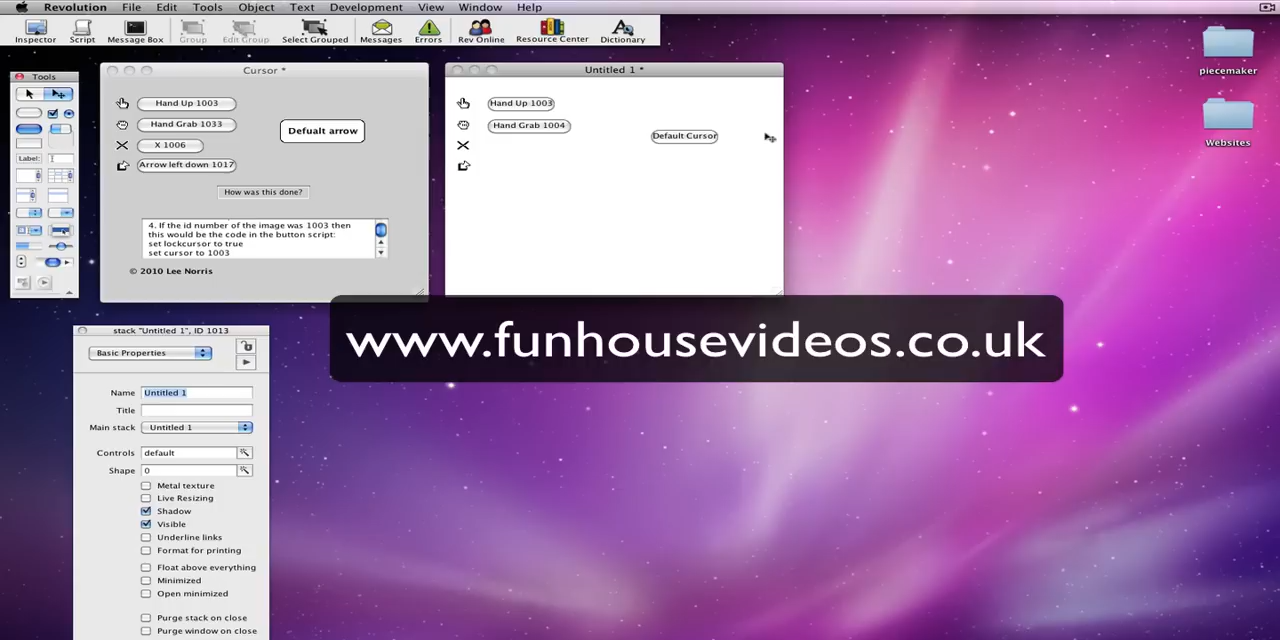 Revolution File Edit Tools Object Text Development View Window Help
Inspector Script Message Box Group Edit Group Select Grouped Messages Errors Rev Online Resource Center Dictionary
piecemaker
Websites
Tools
Label:
Cursor *
Hand Up 1003
Hand Grab 1033
X 1006
Arrow left down 1017
Defualt arrow
How was this done?
4. If the id number of the image was 1003 then
this would be the code in the button script:
set lockcursor to true
set cursor to 1003
© 2010 Lee Norris
Untitled 1 *
Hand Up 1003
Hand Grab 1004
Default Cursor
www.funhousevideos.co.uk
stack "Untitled 1", ID 1013
Basic Properties
Name Untitled 1
Title
Main stack Untitled 1
Controls default
Shape 0
Metal texture
Live Resizing
Shadow
Visible
Underline links
Format for printing
Float above everything
Minimized
Open minimized
Purge stack on close
Purge window on close